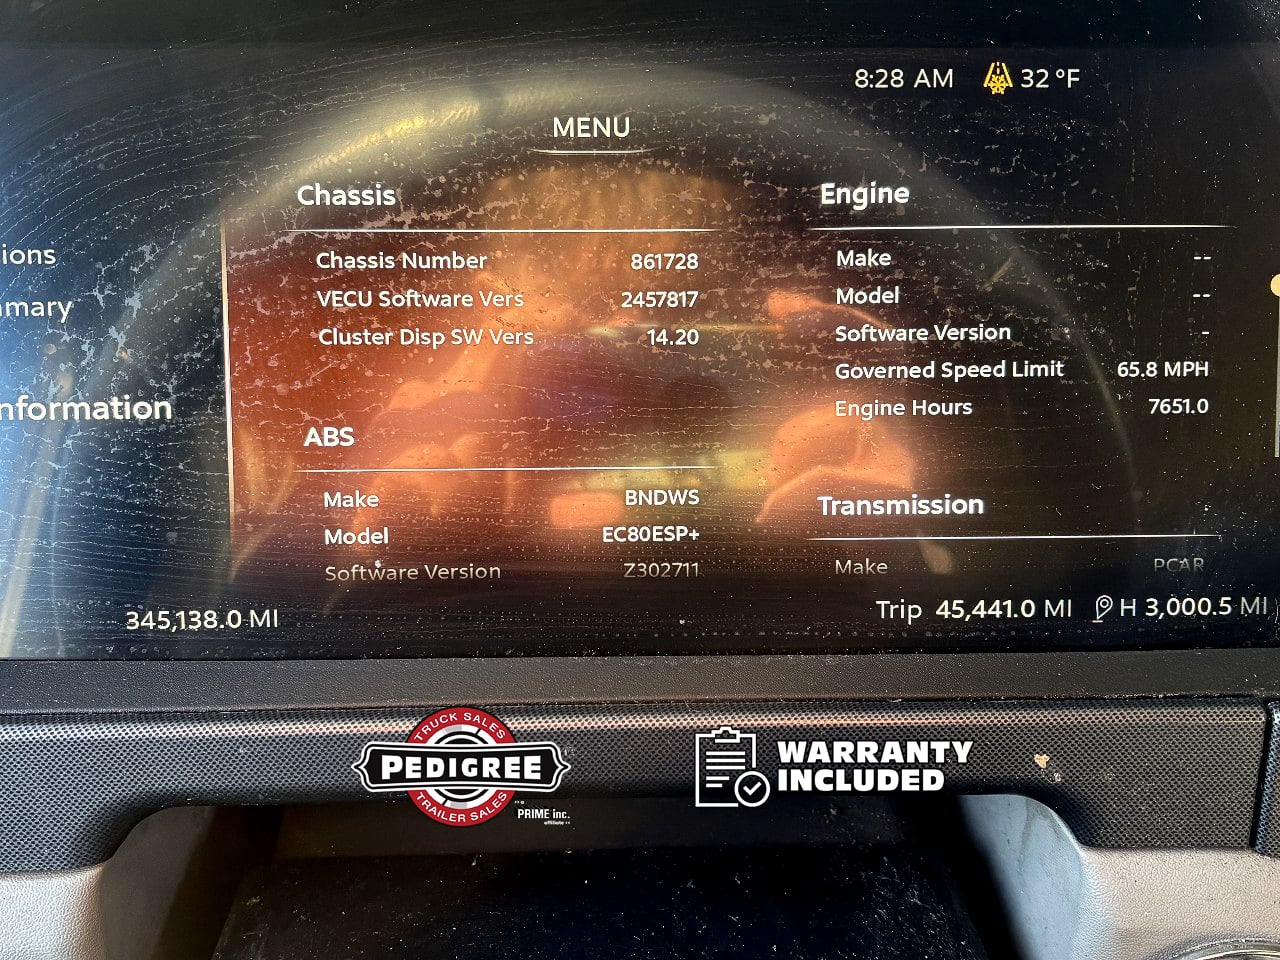 8:28 AM 32 °F
MENU
ions
mary
nformation
Chassis
Chassis Number 861728
VECU Software Vers 2457817
Cluster Disp SW Vers 14.20
ABS
Make BNDWS
Model EC80ESP+
Software Version Z302711
Engine
Make --
Model --
Software Version -
Governed Speed Limit 65.8 MPH
Engine Hours 7651.0
Transmission
Make PCAR
345,138.0 MI
Trip 45,441.0 MI H 3,000.5 MI
TRUCK SALES
PEDIGREE
TRAILER SALES
PRIME inc.
affiliate
WARRANTY
INCLUDED